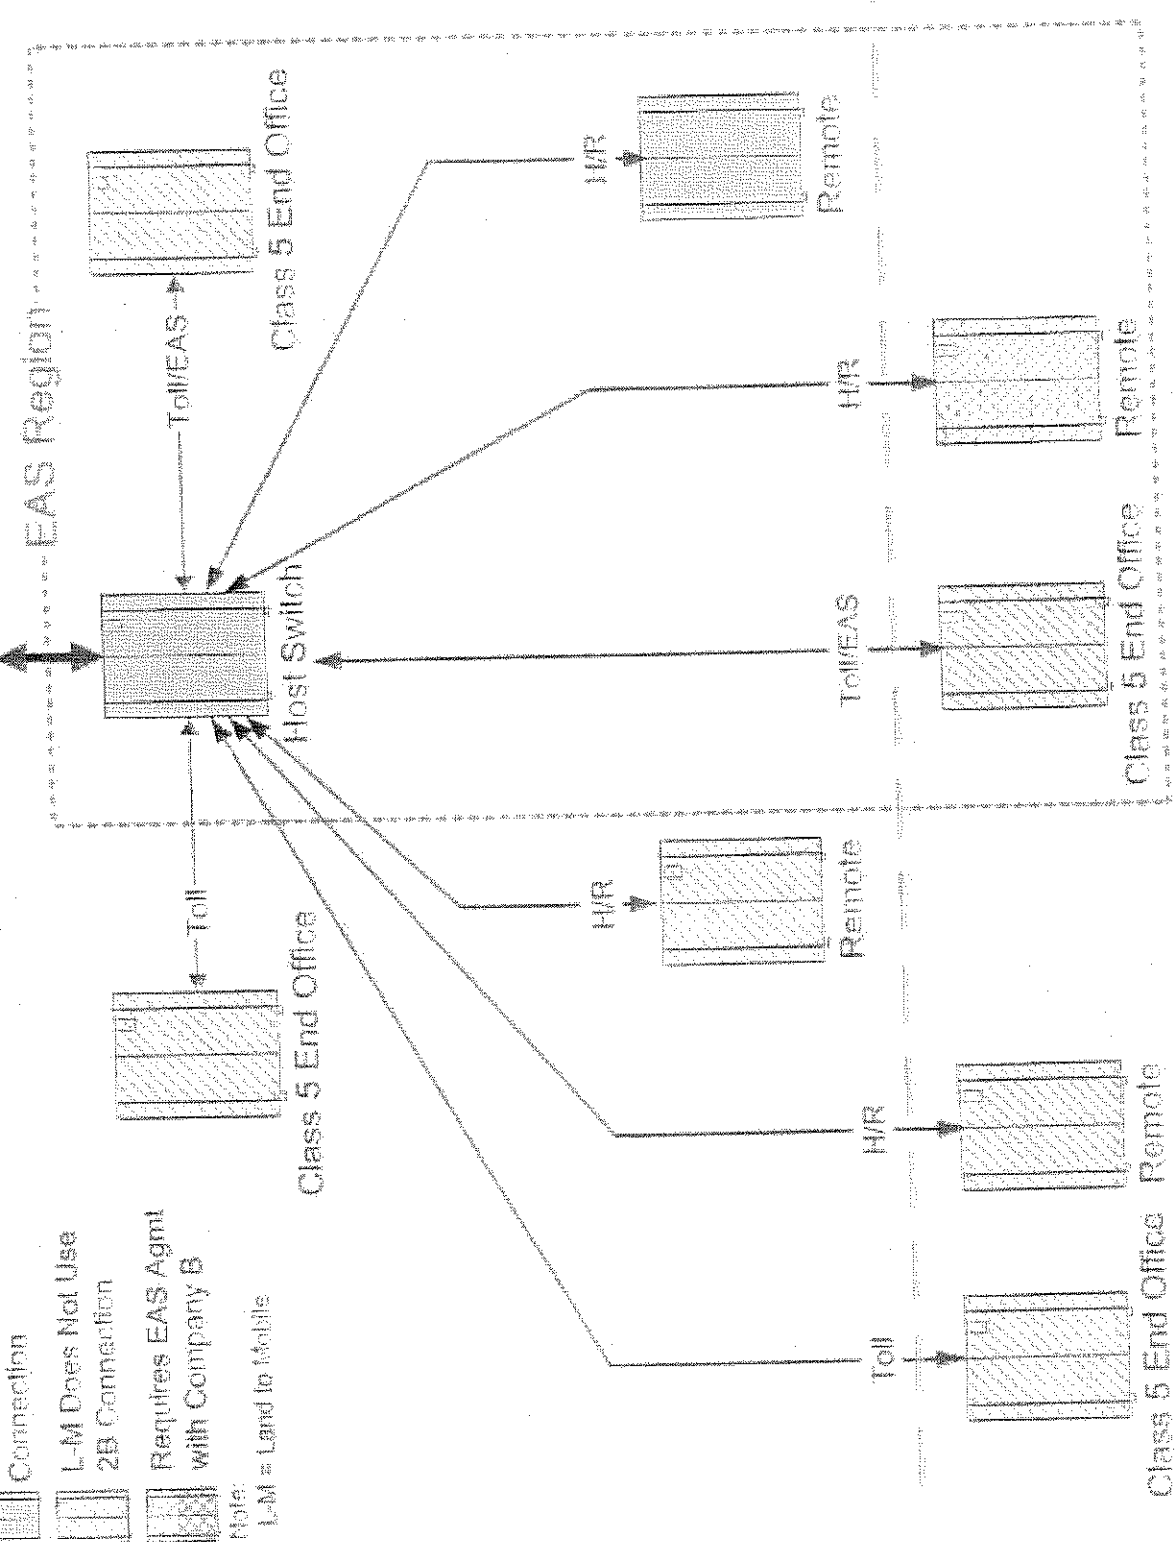 EAS Region
Connection
L-M Does Not Use
2B Connection
Requires EAS Agmt
with Company B
Note:
L-M = Land to Mobile
Class 5 End Office
Toll
Host Switch
Toll/EAS
Class 5 End Office
H/R
Remote
H/R
Remote
Toll
Class 5 End Office
H/R
Remote
Toll/EAS
Class 5 End Office
H/R
Remote